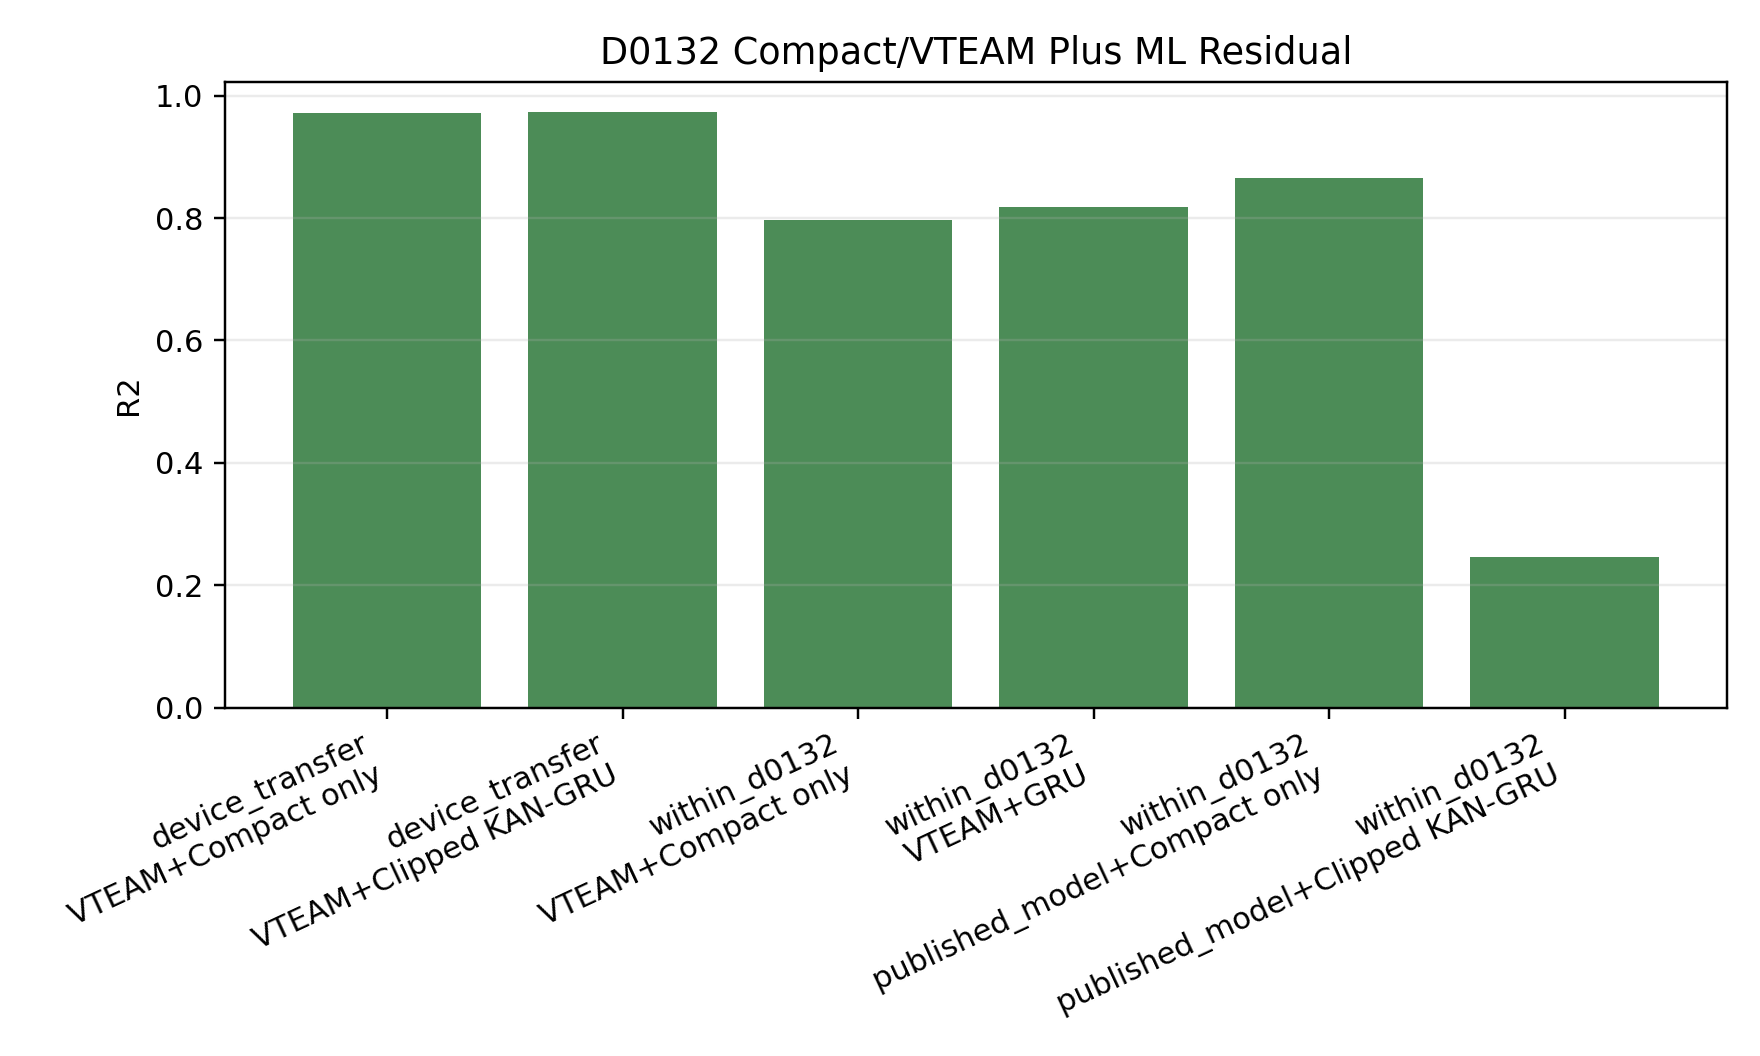 D0132 Compact/VTEAM Plus ML Residual
R2
1.0
0.8
0.6
0.4
0.2
0.0
device_transfer
VTEAM+Compact only
device_transfer
VTEAM+Clipped KAN-GRU
within_d0132
VTEAM+Compact only
within_d0132
VTEAM+GRU
within_d0132
published_model+Compact only
within_d0132
published_model+Clipped KAN-GRU